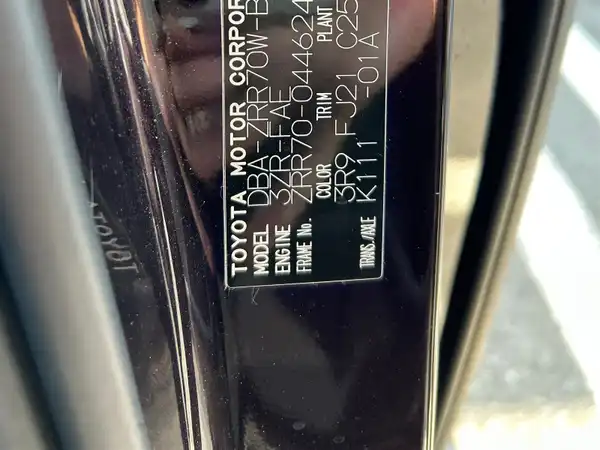 TOYOTA MOTOR CORPOR
MODEL DBA-ZRR70W-B
ENGINE 3ZR-FAE
FRAME No. ZRR70-044624
COLOR TRIM PLANT
3R9 FJ21 C25
TRANS./AXLE K111 -01A
TOYOT